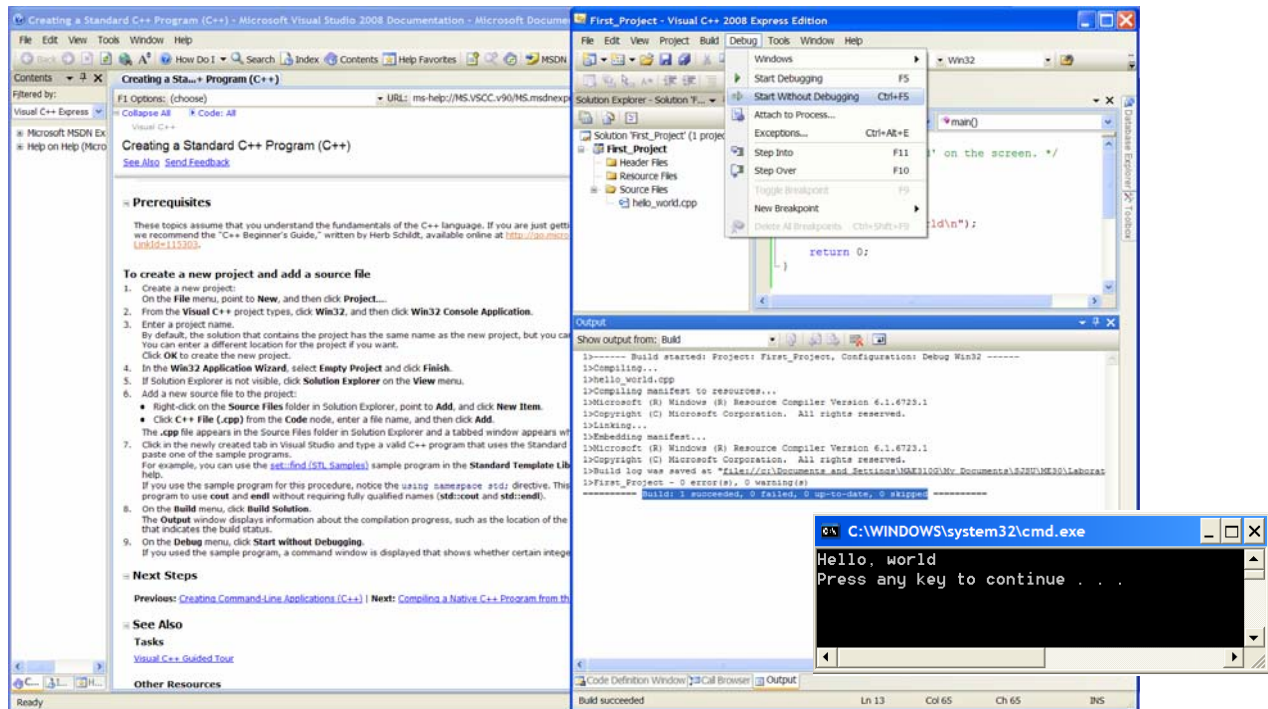 Creating a Standard C++ Program (C++) - Microsoft Visual Studio 2008 Documentation - Microsoft Docume
File Edit View Tools Window Help
Back How Do I Search Index Contents Help Favorites MSDN
Contents
Filtered by:
Visual C++ Express
Microsoft MSDN Ex
Help on Help (Micro
Creating a Sta...+ Program (C++)
F1 Options: (choose) URL: ms-help://MS.VSCC.v90/MS.msdnexpr
Collapse All Code: All
Visual C++
Creating a Standard C++ Program (C++)
See Also Send Feedback
Prerequisites
These topics assume that you understand the fundamentals of the C++ language. If you are just getti
we recommend the "C++ Beginner's Guide," written by Herb Schildt, available online at http://go.micro
LinkId=115303.
To create a new project and add a source file
1. Create a new project:
On the File menu, point to New, and then click Project....
2. From the Visual C++ project types, click Win32, and then click Win32 Console Application.
3. Enter a project name.
By default, the solution that contains the project has the same name as the new project, but you can
You can enter a different location for the project if you want.
Click OK to create the new project.
4. In the Win32 Application Wizard, select Empty Project and click Finish.
5. If Solution Explorer is not visible, click Solution Explorer on the View menu.
6. Add a new source file to the project:
• Right-click on the Source Files folder in Solution Explorer, point to Add, and click New Item.
• Click C++ File (.cpp) from the Code node, enter a file name, and then click Add.
The .cpp file appears in the Source Files folder in Solution Explorer and a tabbed window appears wh
7. Click in the newly created tab in Visual Studio and type a valid C++ program that uses the Standard
paste one of the sample programs.
For example, you can use the set::find (STL Samples) sample program in the Standard Template Lib
help.
If you use the sample program for this procedure, notice the using namespace std; directive. This
program to use cout and endl without requiring fully qualified names (std::cout and std::endl).
8. On the Build menu, click Build Solution.
The Output window displays information about the compilation progress, such as the location of the
that indicates the build status.
9. On the Debug menu, click Start without Debugging.
If you used the sample program, a command window is displayed that shows whether certain intege
Next Steps
Previous: Creating Command-Line Applications (C++) | Next: Compiling a Native C++ Program from th
See Also
Tasks
Visual C++ Guided Tour
Other Resources
C... I... H...
Ready
First_Project - Visual C++ 2008 Express Edition
File Edit View Project Build Debug Tools Window Help
Win32
Windows
Start Debugging F5
Start Without Debugging Ctrl+F5
Attach to Process...
Exceptions... Ctrl+Alt+E
Step Into F11
Step Over F10
Toggle Breakpoint F9
New Breakpoint
Delete All Breakpoints Ctrl+Shift+F9
Solution Explorer - Solution 'F...
Solution 'First_Project' (1 projec
First_Project
Header Files
Resource Files
Source Files
hello_world.cpp
main()
' on the screen. */
ld\n");
return 0;
}
Database Explorer
Toolbox
Output
Show output from: Build
1>------ Build started: Project: First_Project, Configuration: Debug Win32 ------
1>Compiling...
1>hello_world.cpp
1>Compiling manifest to resources...
1>Microsoft (R) Windows (R) Resource Compiler Version 6.1.6723.1
1>Copyright (C) Microsoft Corporation. All rights reserved.
1>Linking...
1>Embedding manifest...
1>Microsoft (R) Windows (R) Resource Compiler Version 6.1.6723.1
1>Copyright (C) Microsoft Corporation. All rights reserved.
1>Build log was saved at "file://c:\Documents and Settings\MAE310G\My Documents\SJSU\ME30\Laborat
1>First_Project - 0 error(s), 0 warning(s)
========== Build: 1 succeeded, 0 failed, 0 up-to-date, 0 skipped ==========
Code Definition Window Call Browser Output
Build succeeded Ln 13 Col 65 Ch 65 INS
C:\WINDOWS\system32\cmd.exe
Hello, world
Press any key to continue . . .